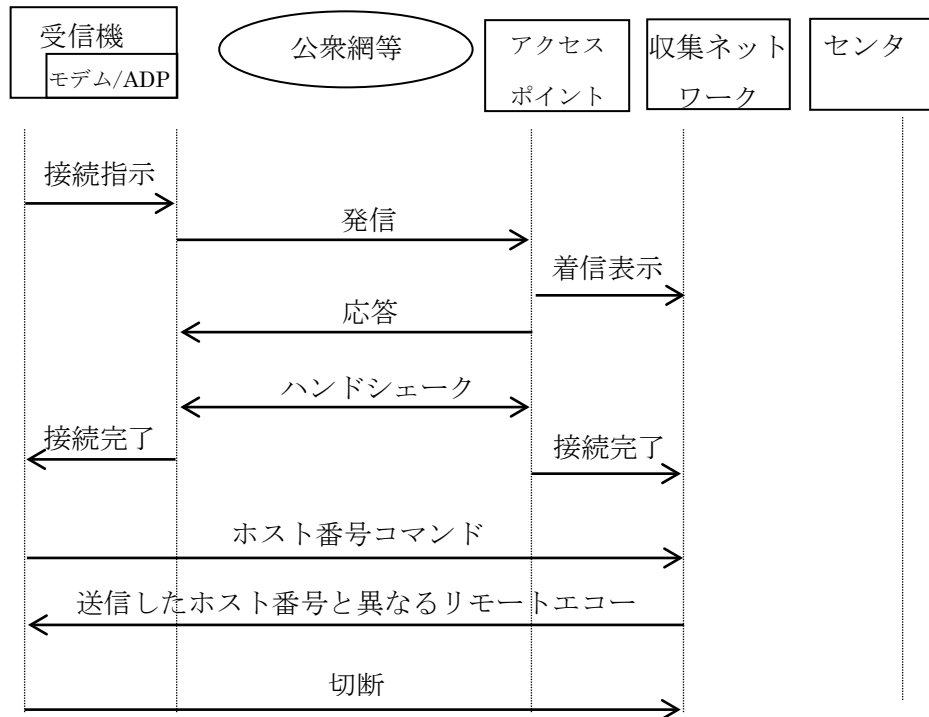 受信機
モデム/ADP
公衆網等
アクセス
ポイント
収集ネット
ワーク
センタ
接続指示
発信
着信表示
応答
ハンドシェーク
接続完了
接続完了
ホスト番号コマンド
送信したホスト番号と異なるリモートエコー
切断